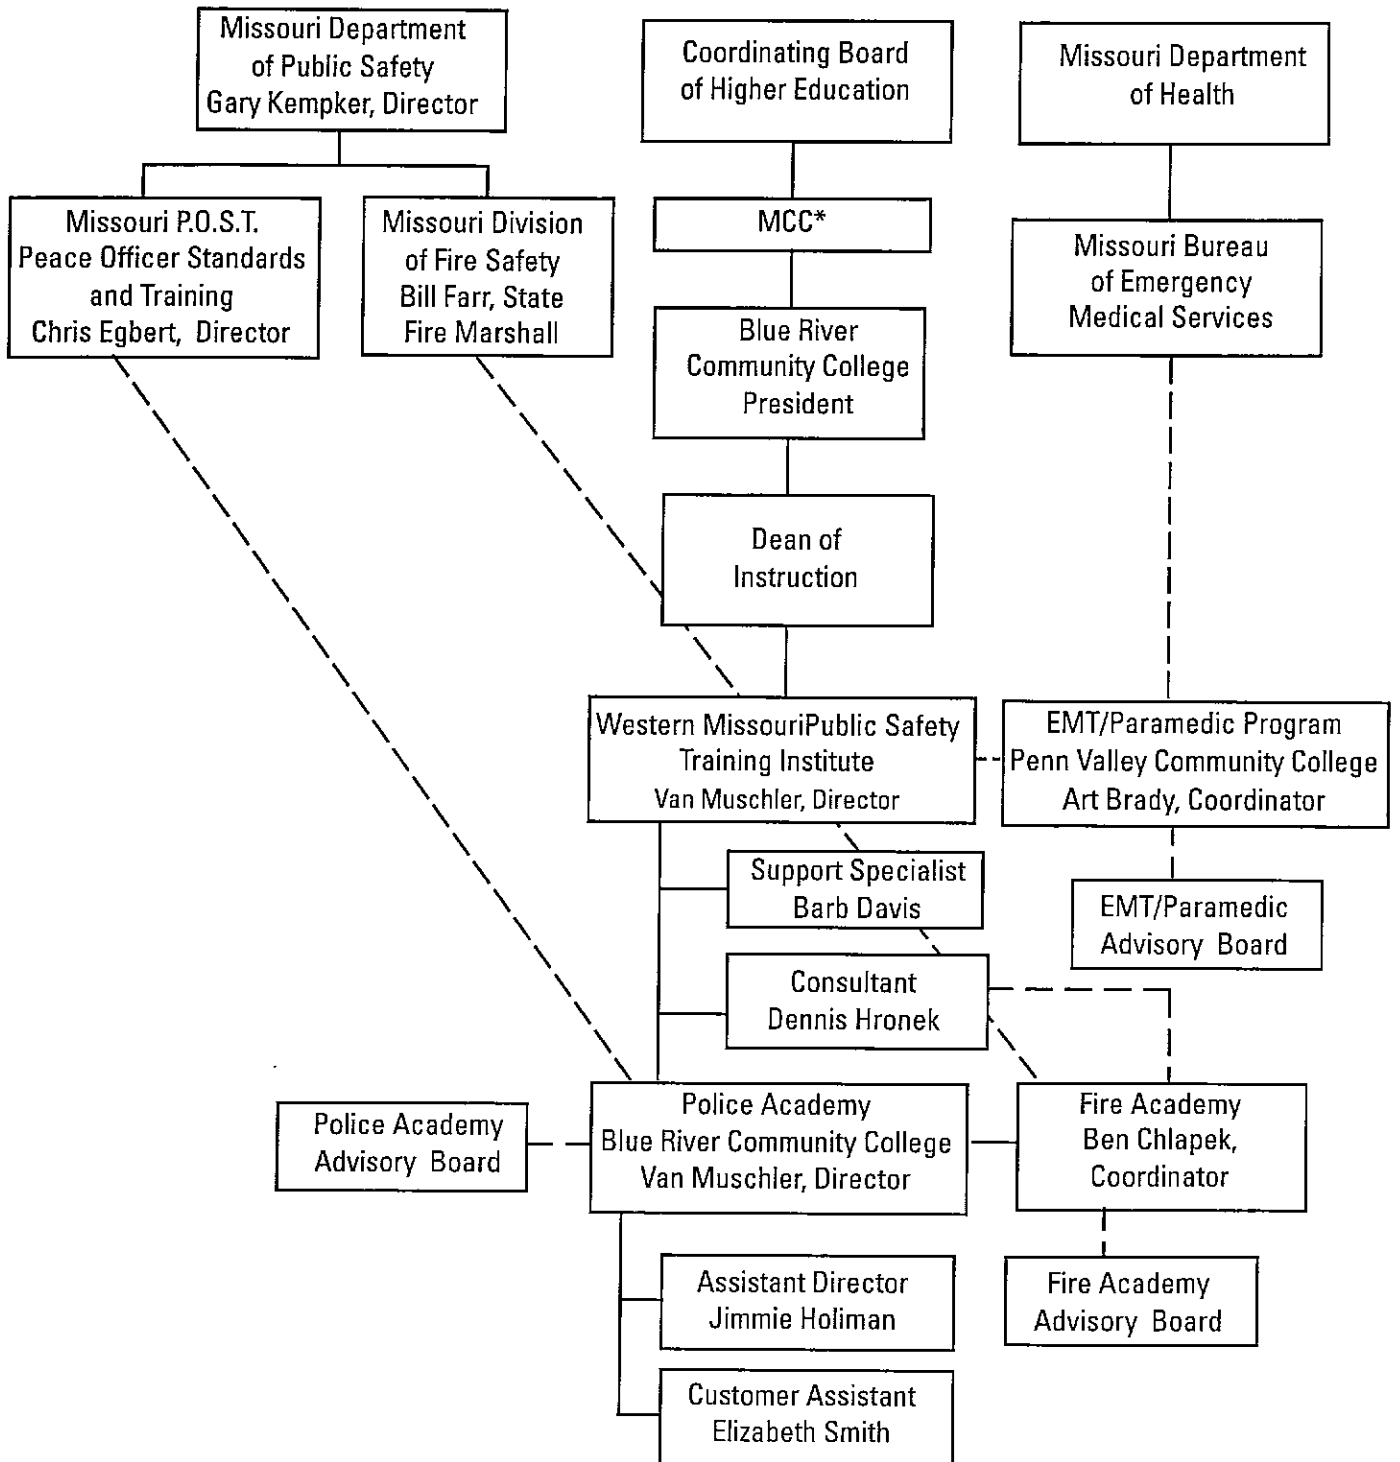 Missouri Department
of Public Safety
Gary Kempker, Director
Coordinating Board
of Higher Education
Missouri Department
of Health
Missouri P.O.S.T.
Peace Officer Standards
and Training
Chris Egbert, Director
Missouri Division
of Fire Safety
Bill Farr, State
Fire Marshall
MCC*
Missouri Bureau
of Emergency
Medical Services
Blue River
Community College
President
Dean of
Instruction
Western MissouriPublic Safety
Training Institute
Van Muschler, Director
EMT/Paramedic Program
Penn Valley Community College
Art Brady, Coordinator
Support Specialist
Barb Davis
EMT/Paramedic
Advisory Board
Consultant
Dennis Hronek
Police Academy
Advisory Board
Police Academy
Blue River Community College
Van Muschler, Director
Fire Academy
Ben Chlapek,
Coordinator
Assistant Director
Jimmie Holiman
Fire Academy
Advisory Board
Customer Assistant
Elizabeth Smith